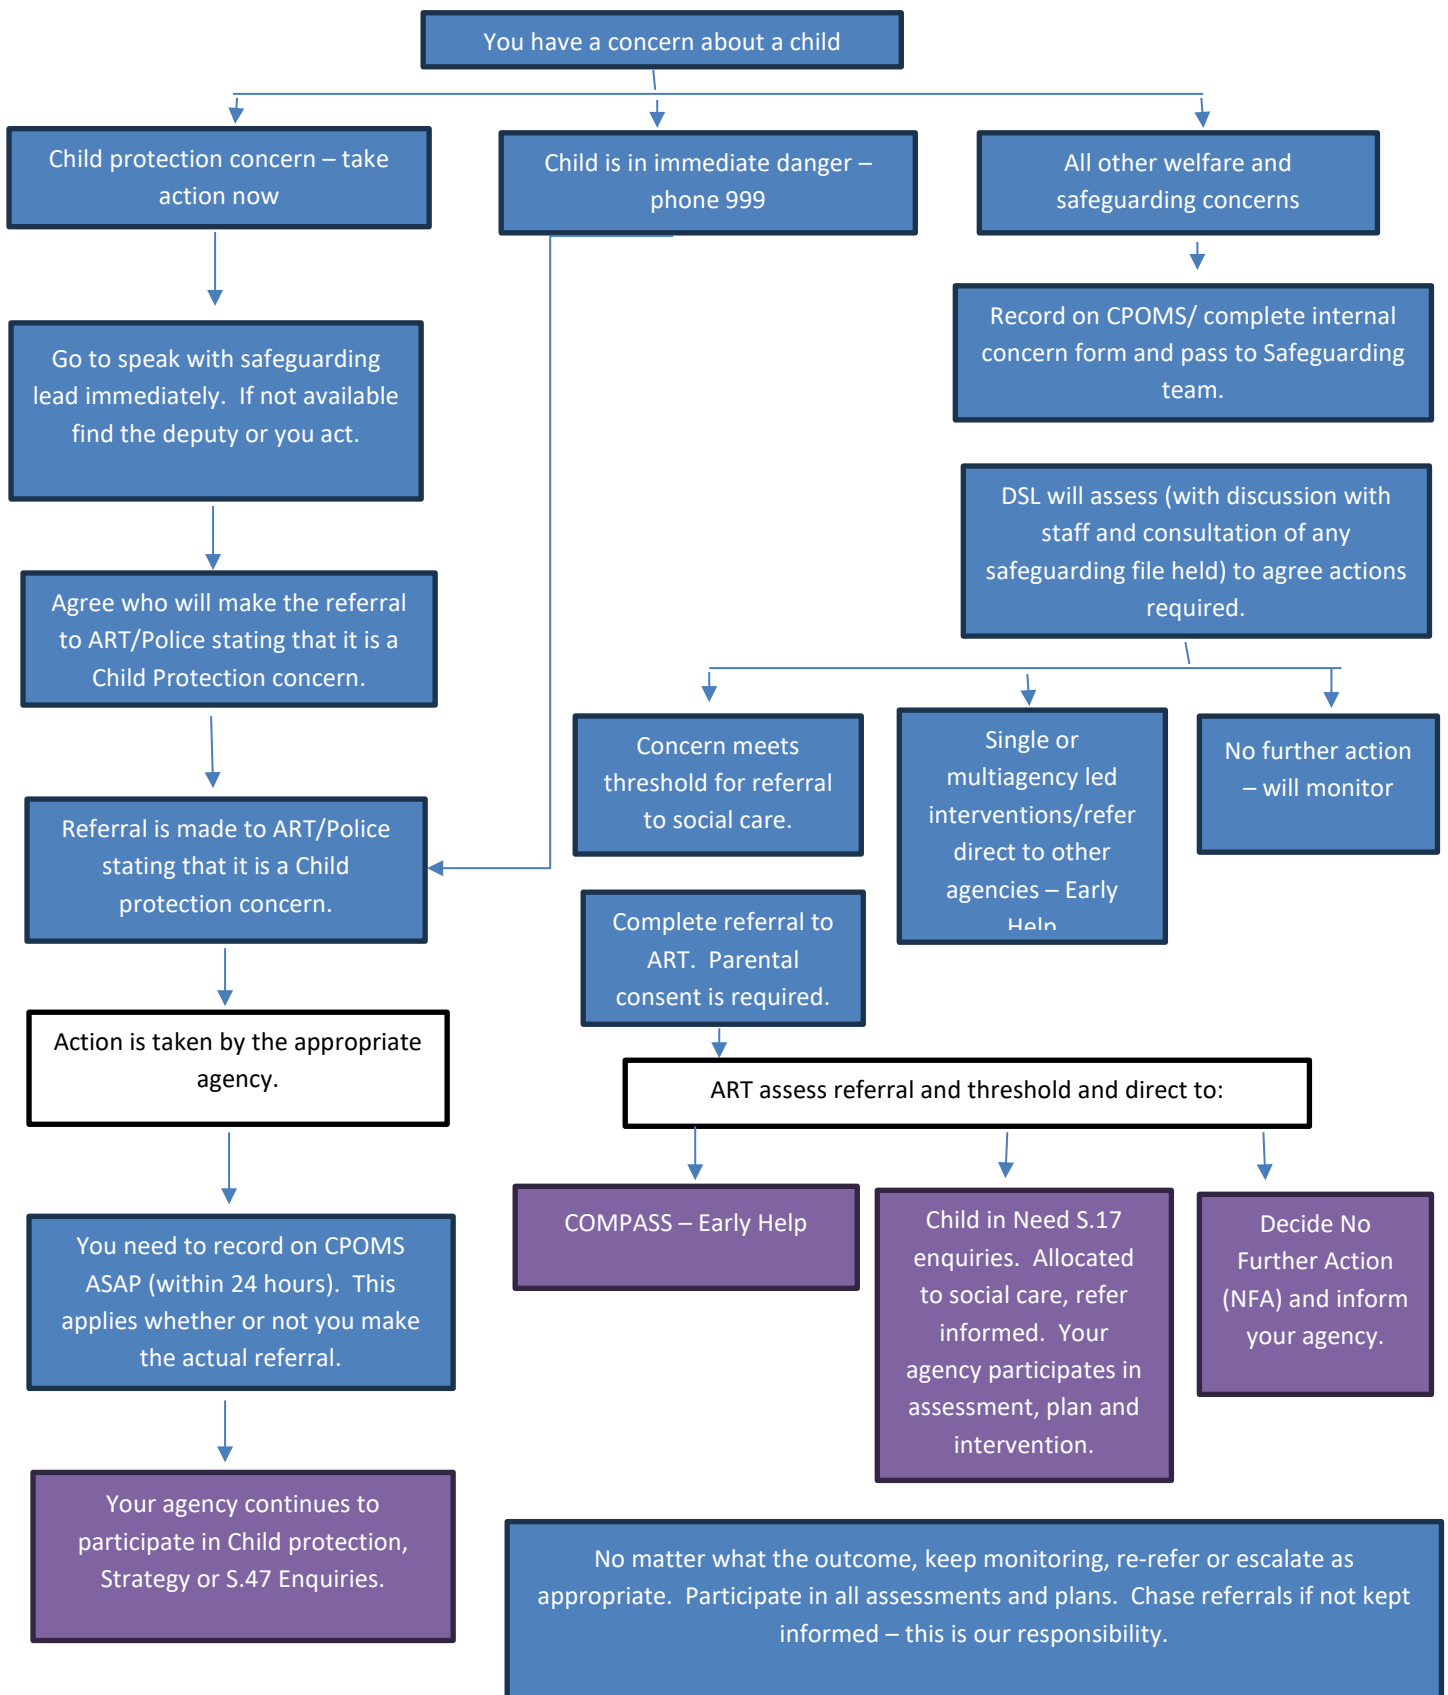 You have a concern about a child
Child protection concern – take
action now
Child is in immediate danger –
phone 999
All other welfare and
safeguarding concerns
Go to speak with safeguarding
lead immediately.  If not available
find the deputy or you act.
Record on CPOMS/ complete internal
concern form and pass to Safeguarding
team.
DSL will assess (with discussion with
staff and consultation of any
safeguarding file held) to agree actions
required.
Agree who will make the referral
to ART/Police stating that it is a
Child Protection concern.
Concern meets
threshold for referral
to social care.
Single or
multiagency led
interventions/refer
direct to other
agencies – Early
Help
No further action
– will monitor
Referral is made to ART/Police
stating that it is a Child
protection concern.
Complete referral to
ART.  Parental
consent is required.
Action is taken by the appropriate
agency.
ART assess referral and threshold and direct to:
You need to record on CPOMS
ASAP (within 24 hours).  This
applies whether or not you make
the actual referral.
COMPASS – Early Help
Child in Need S.17
enquiries.  Allocated
to social care, refer
informed.  Your
agency participates in
assessment, plan and
intervention.
Decide No
Further Action
(NFA) and inform
your agency.
Your agency continues to
participate in Child protection,
Strategy or S.47 Enquiries.
No matter what the outcome, keep monitoring, re-refer or escalate as
appropriate.  Participate in all assessments and plans.  Chase referrals if not kept
informed – this is our responsibility.